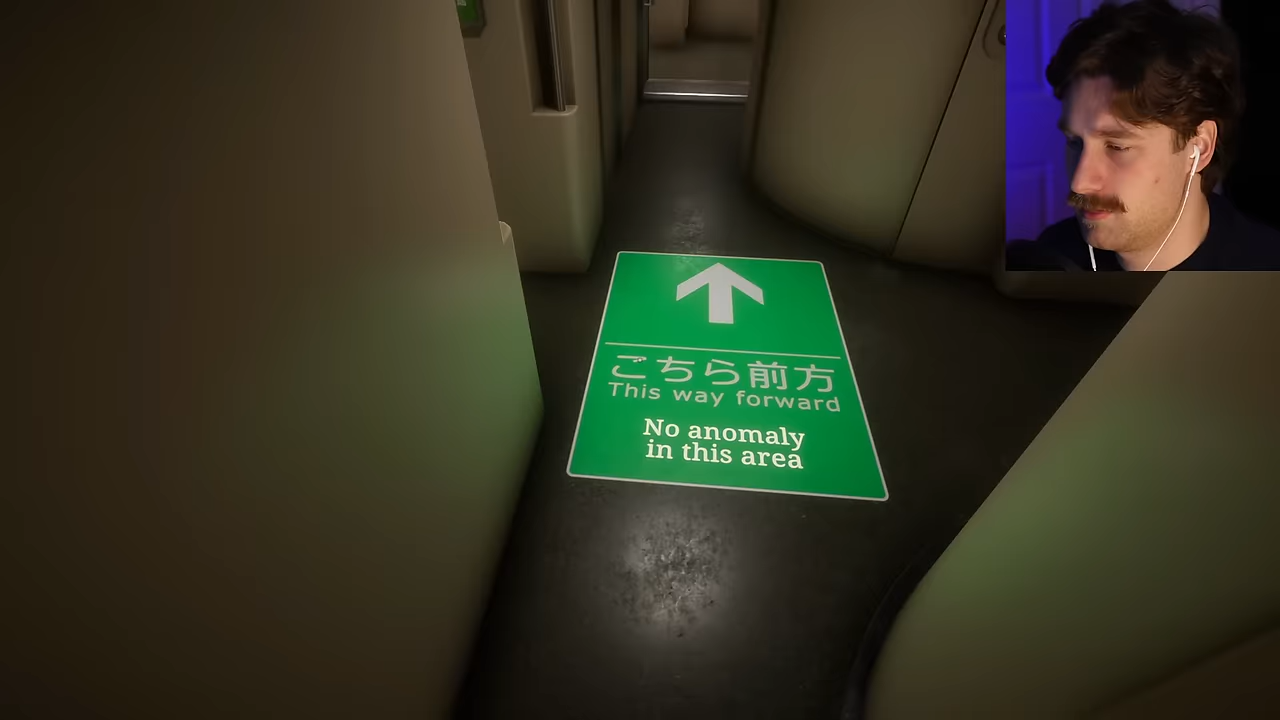 こちら前方
This way forward
No anomaly
in this area